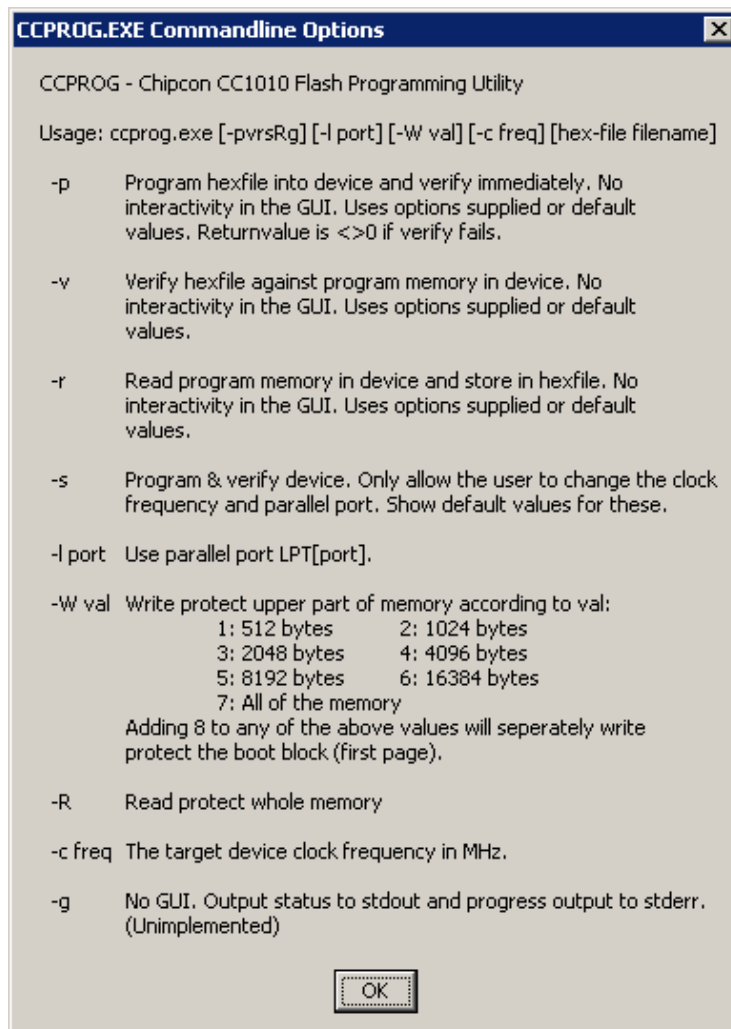 CCPROG.EXE Commandline Options
CCPROG - Chipcon CC1010 Flash Programming Utility
Usage: ccprog.exe [-pvrsRg] [-l port] [-W val] [-c freq] [hex-file filename]
-p Program hexfile into device and verify immediately. No
interactivity in the GUI. Uses options supplied or default
values. Returnvalue is <>0 if verify fails.
-v Verify hexfile against program memory in device. No
interactivity in the GUI. Uses options supplied or default
values.
-r Read program memory in device and store in hexfile. No
interactivity in the GUI. Uses options supplied or default
values.
-s Program & verify device. Only allow the user to change the clock
frequency and parallel port. Show default values for these.
-l port Use parallel port LPT[port].
-W val Write protect upper part of memory according to val:
1: 512 bytes 2: 1024 bytes
3: 2048 bytes 4: 4096 bytes
5: 8192 bytes 6: 16384 bytes
7: All of the memory
Adding 8 to any of the above values will seperately write
protect the boot block (first page).
-R Read protect whole memory
-c freq The target device clock frequency in MHz.
-g No GUI. Output status to stdout and progress output to stderr.
(Unimplemented)
OK